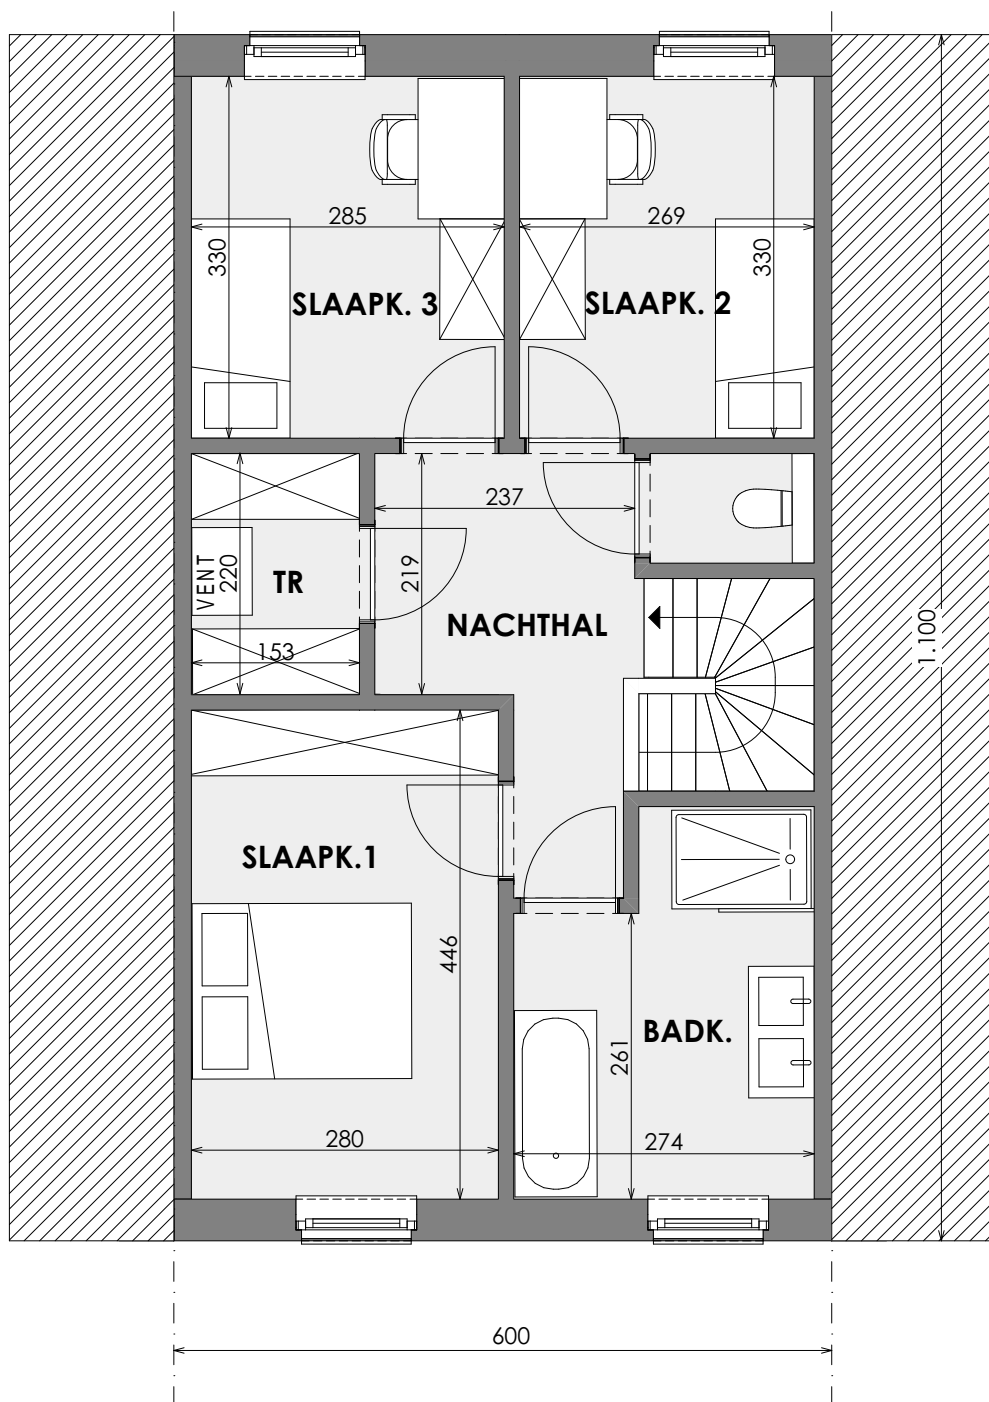 285
269
330
330
SLAAPK. 3
SLAAPK. 2
237
219
VENT
220
TR
NACHTHAL
153
1.100
SLAAPK.1
446
BADK.
261
280
274
600